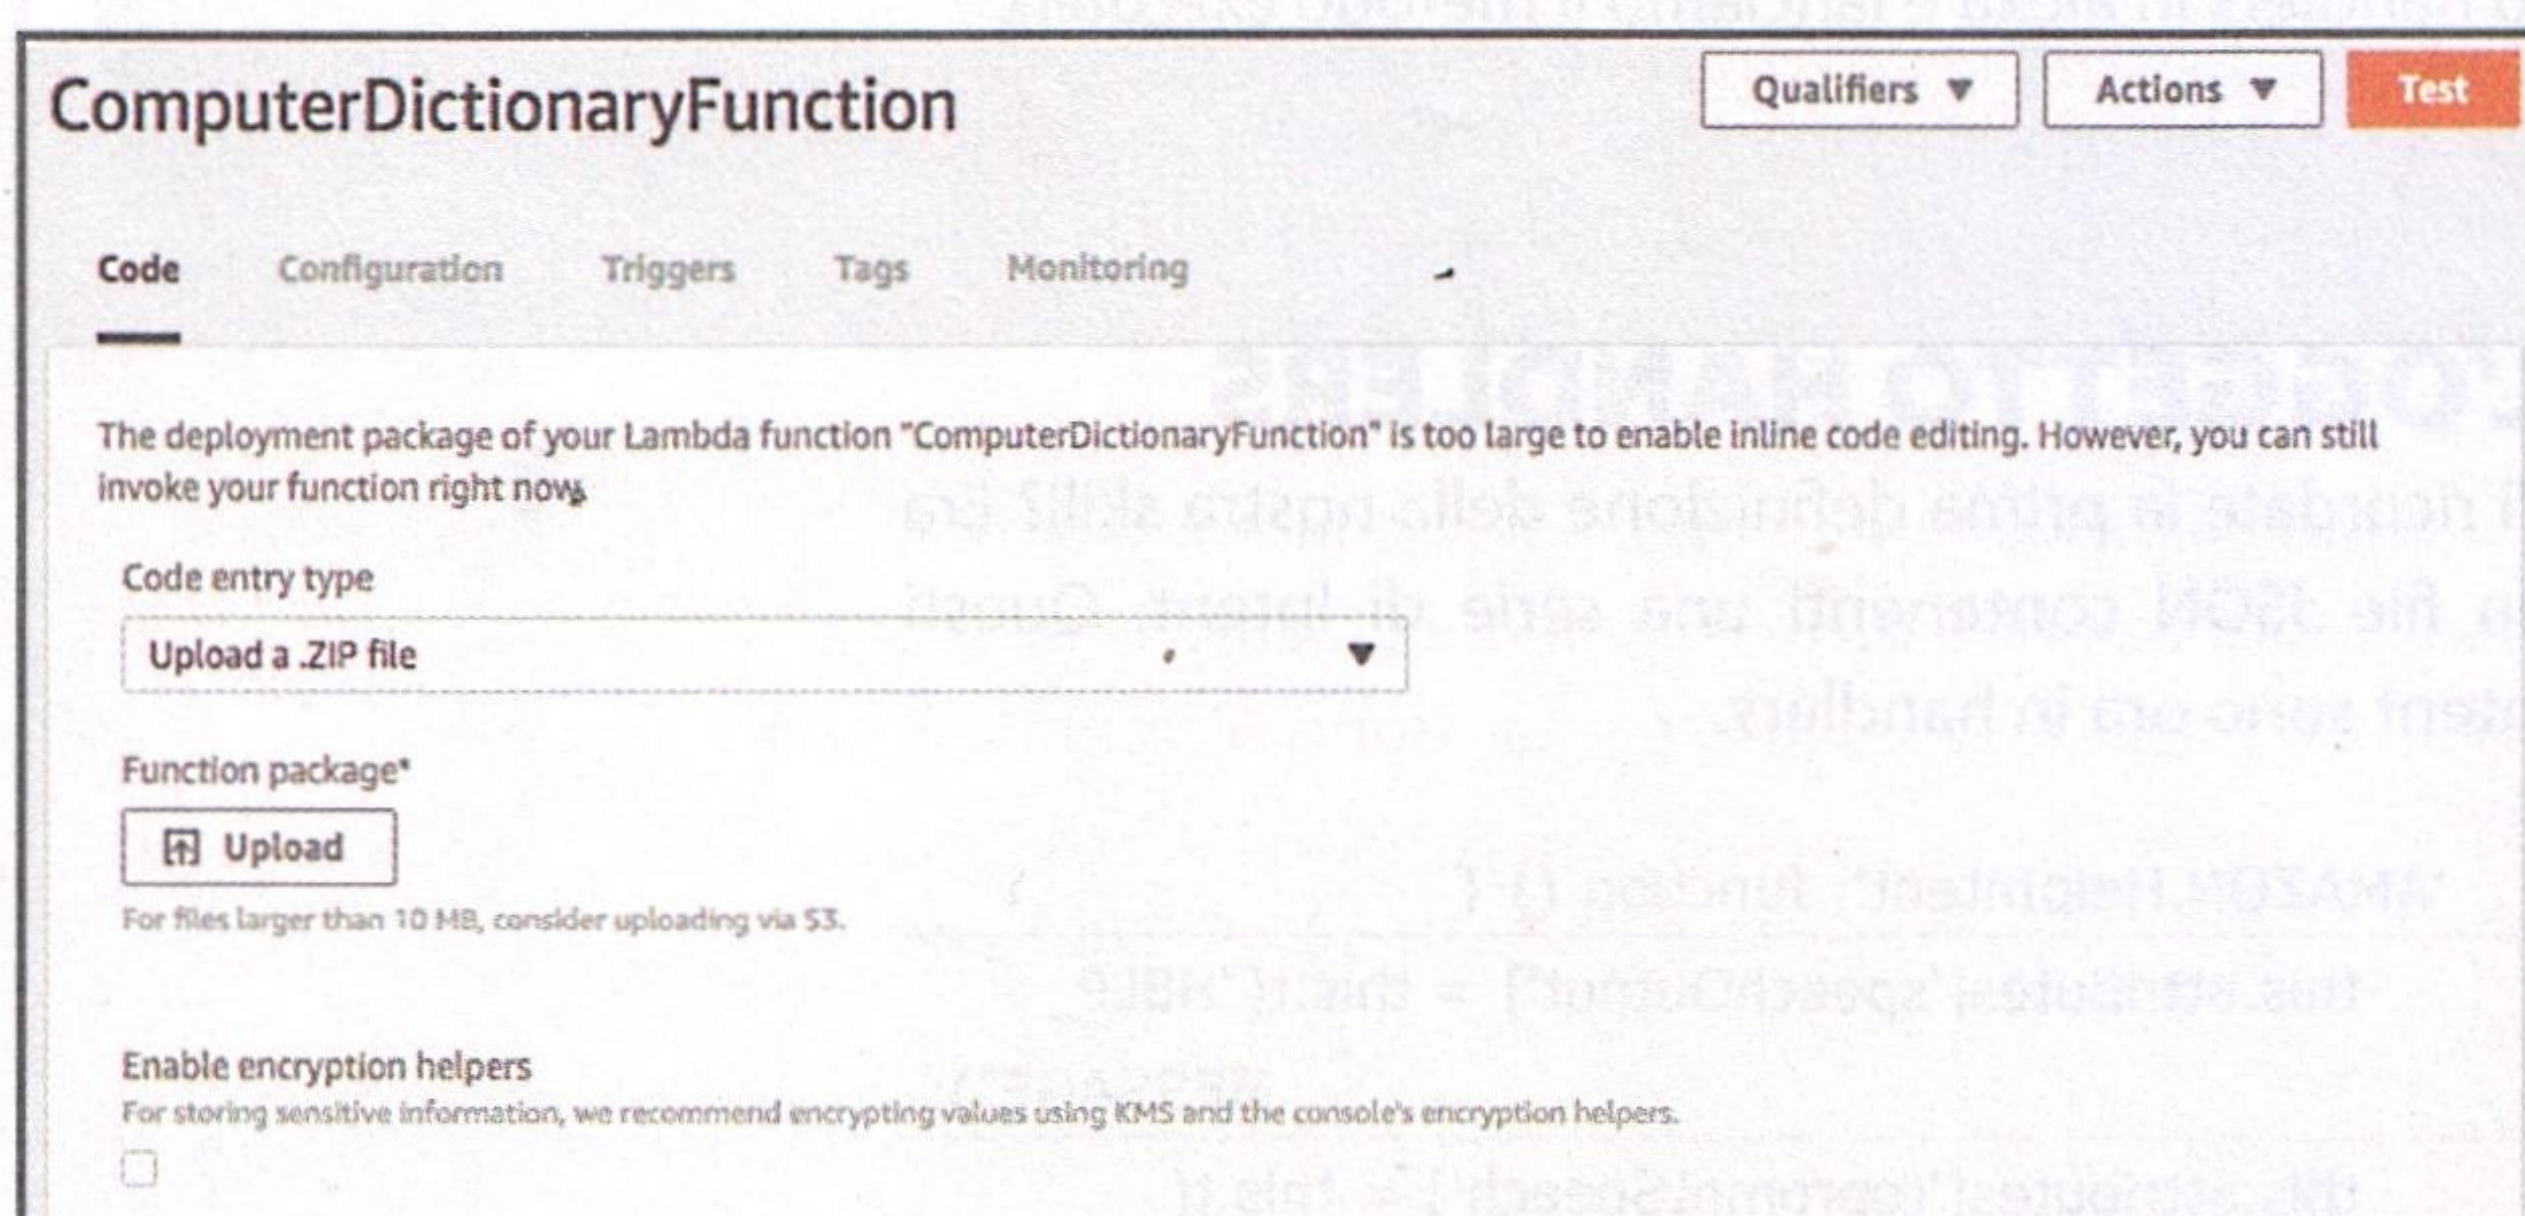 ComputerDictionaryFunction
Qualifiers ▼ Actions ▼ Test
Code Configuration Triggers Tags Monitoring
The deployment package of your Lambda function "ComputerDictionaryFunction" is too large to enable inline code editing. However, you can still
invoke your function right now.
Code entry type
Upload a .ZIP file ▼
Function package*
Upload
For files larger than 10 MB, consider uploading via S3.
Enable encryption helpers
For storing sensitive information, we recommend encrypting values using KMS and the console's encryption helpers.